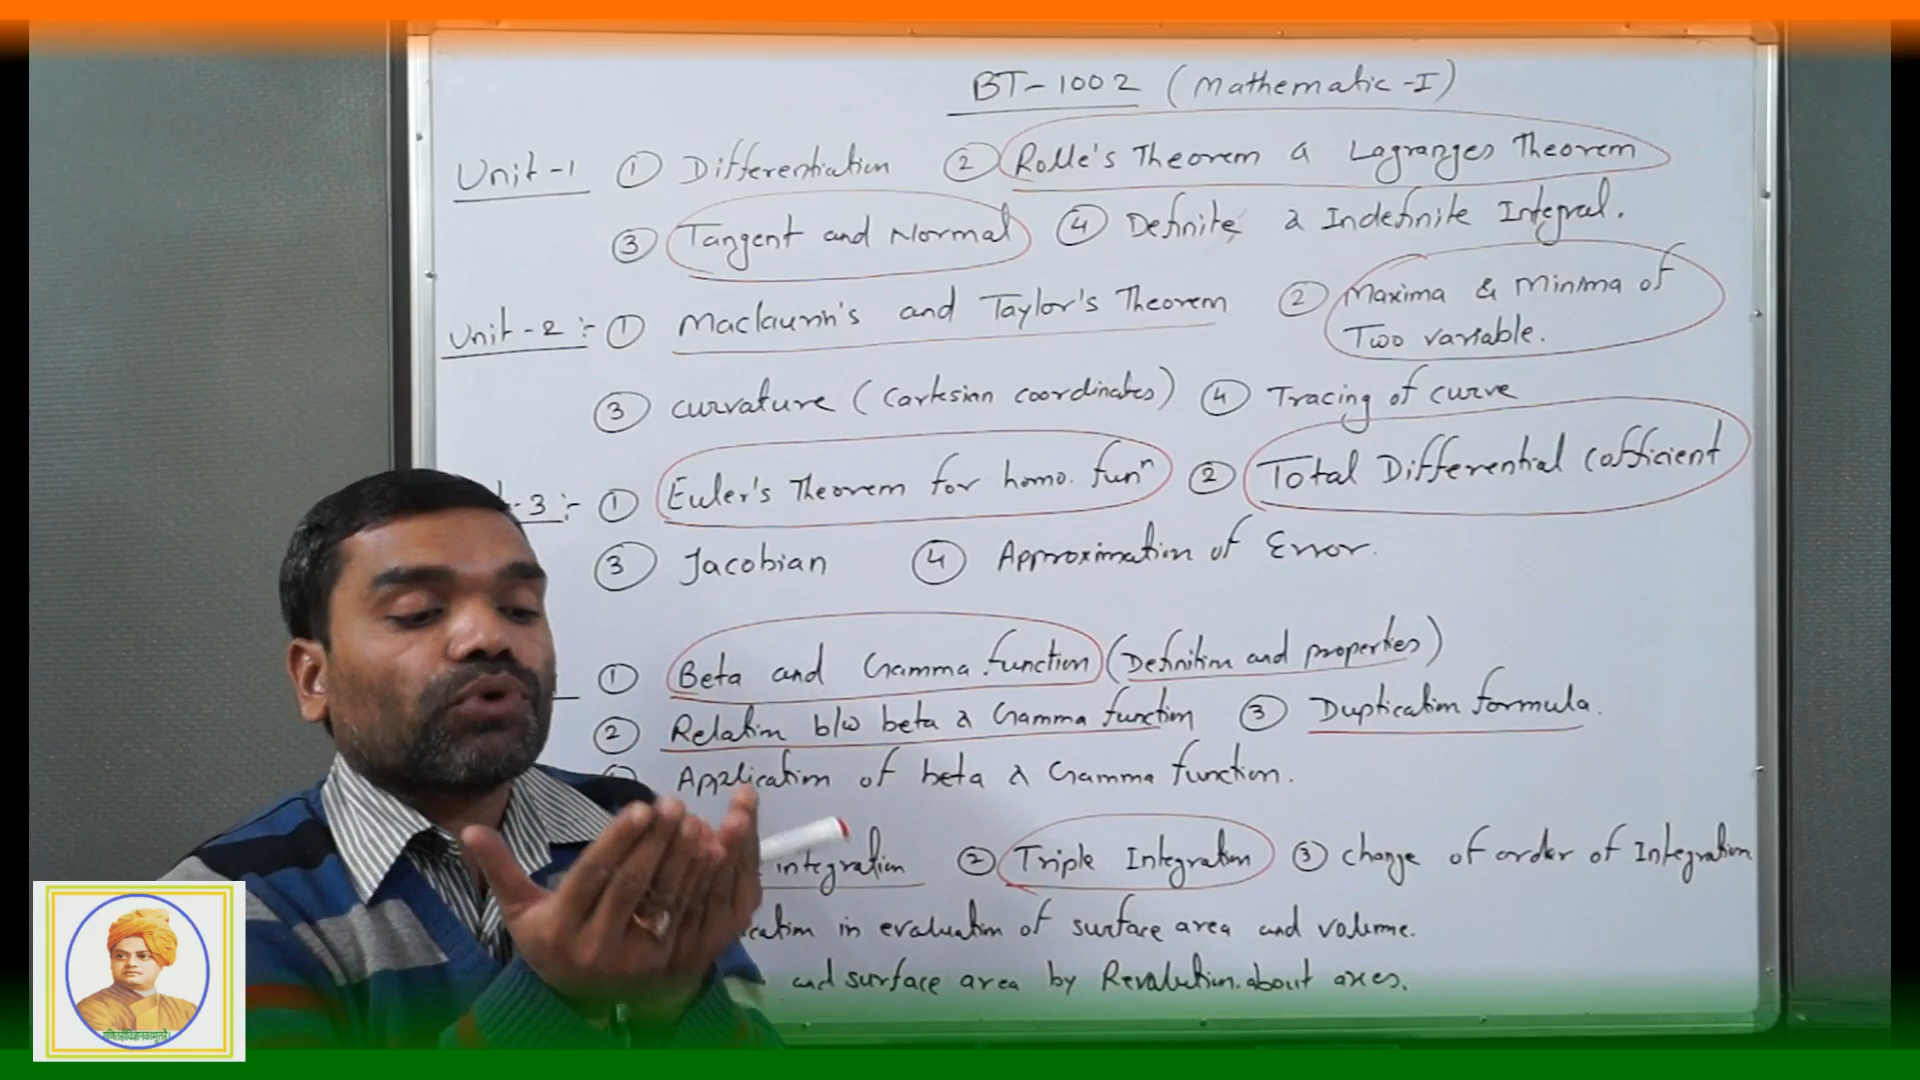 BT-1002 (Mathematic-I)
Unit-1 ① Differentiation ② Rolle's Theorem & Lagranges Theorem
③ Tangent and Normal ④ Definite & Indefinite Integral.
Unit-2 :- ① Maclaurin's and Taylor's Theorem ② Maxima & Minima of
Two variable.
③ curvature (Cartesian coordinates) ④ Tracing of curve
-3 :- ① Euler's Theorem for homo. funⁿ ② Total Differential Cofficient
③ Jacobian ④ Approximation of Error.
① Beta and Gamma function (Definition and properties)
② Relation b/w beta & Gamma function ③ Duplication formula.
Application of beta & Gamma function.
integration ② Triple Integration ③ change of order of Integration
in evaluation of surface area and volume.
and surface area by Revalution about axes.